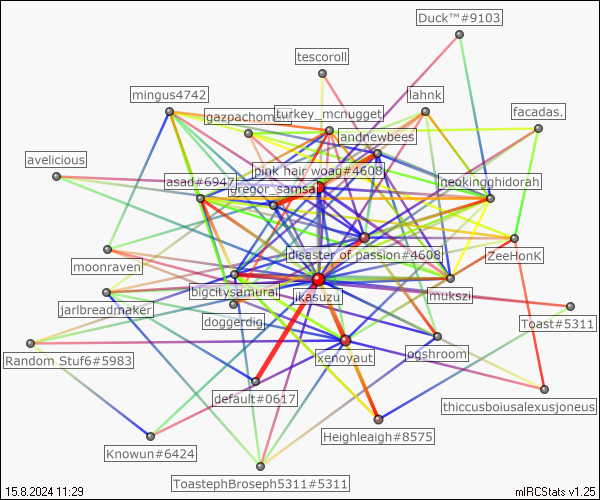 Duck™#9103
tescoroll
mingus4742
lahnk
gazpachoman
turkey_mcnugget
facadas.
andnewbees
avelicious
pink hair woag#4608
asad#6947
gregor_samsa
neokingghidorah
disaster of passion#4608
ZeeHonK
moonraven
bigcitysamurai
jikasuzu
mukszi
jarlbreadmaker
doggerdig.
Toast#5311
Random Stuf6#5983
xenoyaut
ogshroom
default#0617
thiccusboiusalexusjoneus
Heighleaigh#8575
Knowun#6424
ToastephBroseph5311#5311
15.8.2024 11:29
mIRCStats v1.25